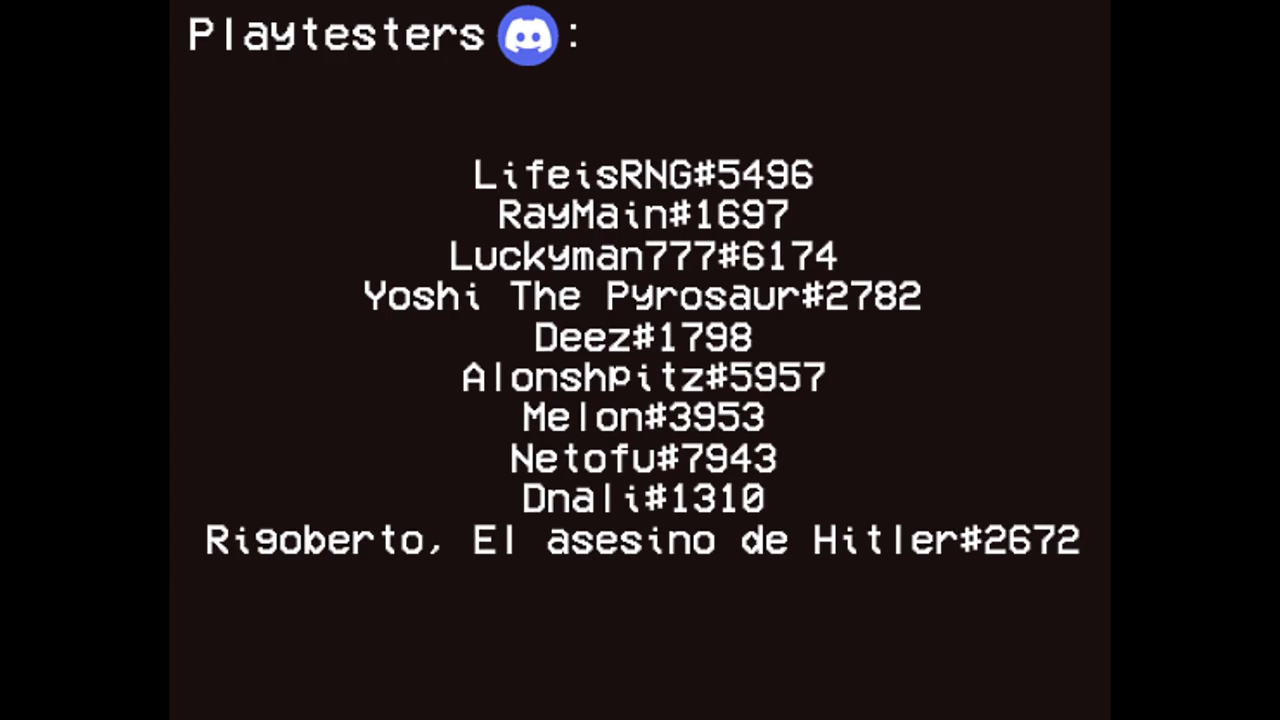 Playtesters :
LifeisRNG#5496
RayMain#1697
Luckyman777#6174
Yoshi The Pyrosaur#2782
Deez#1798
Alonshpitz#5957
Melon#3953
Netofu#7943
Dnali#1310
Rigoberto, El asesino de Hitler#2672